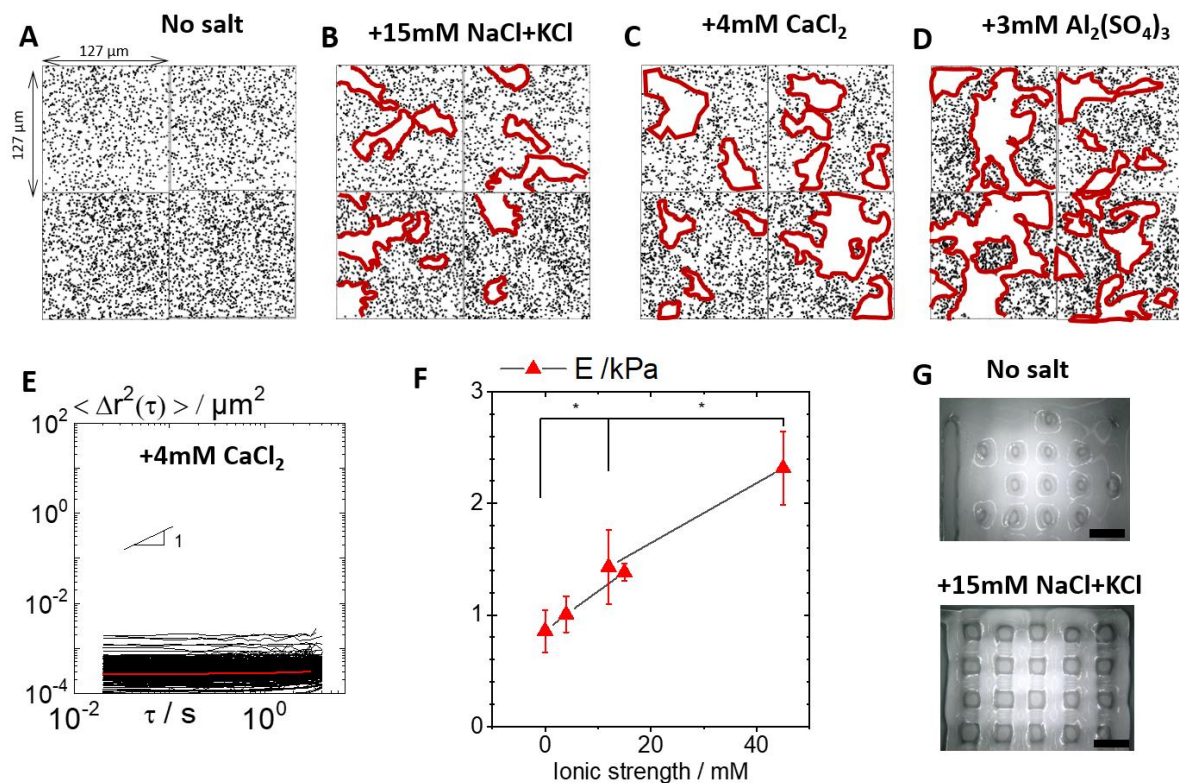 A
No salt
127 µm
127 µm
B
+15mM NaCl+KCl
C
+4mM CaCl₂
D
+3mM Al₂(SO₄)₃
E
< Δr²(τ) > / µm²
+4mM CaCl₂
1
10²
10⁰
10⁻²
10⁻⁴
10⁻² τ / s 10⁰
F
E /kPa
* *
3
2
1
0
0 20 40
Ionic strength / mM
G
No salt
+15mM NaCl+KCl